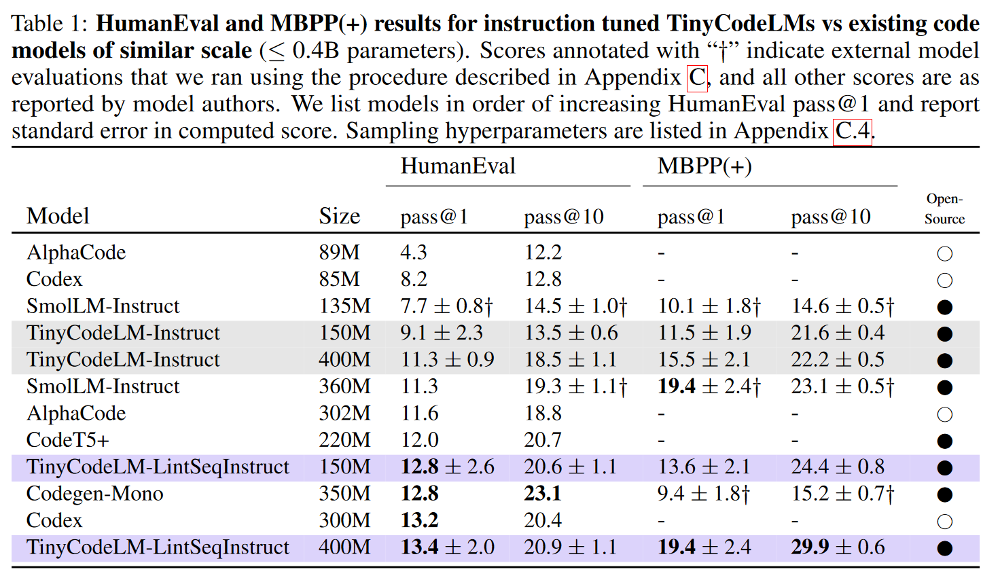 Table 1: HumanEval and MBPP(+) results for instruction tuned TinyCodeLMs vs existing code
models of similar scale (≤ 0.4B parameters). Scores annotated with “†” indicate external model
evaluations that we ran using the procedure described in Appendix C, and all other scores are as
reported by model authors. We list models in order of increasing HumanEval pass@1 and report
standard error in computed score. Sampling hyperparameters are listed in Appendix C.4.
HumanEval MBPP(+)
Model Size pass@1 pass@10 pass@1 pass@10 Open-
Source
AlphaCode 89M 4.3 12.2 - - ○
Codex 85M 8.2 12.8 - - ○
SmolLM-Instruct 135M 7.7 ± 0.8† 14.5 ± 1.0† 10.1 ± 1.8† 14.6 ± 0.5† ●
TinyCodeLM-Instruct 150M 9.1 ± 2.3 13.5 ± 0.6 11.5 ± 1.9 21.6 ± 0.4 ●
TinyCodeLM-Instruct 400M 11.3 ± 0.9 18.5 ± 1.1 15.5 ± 2.1 22.2 ± 0.5 ●
SmolLM-Instruct 360M 11.3 19.3 ± 1.1† 19.4 ± 2.4† 23.1 ± 0.5† ●
AlphaCode 302M 11.6 18.8 - - ○
CodeT5+ 220M 12.0 20.7 - - ●
TinyCodeLM-LintSeqInstruct 150M 12.8 ± 2.6 20.6 ± 1.1 13.6 ± 2.1 24.4 ± 0.8 ●
Codegen-Mono 350M 12.8 23.1 9.4 ± 1.8† 15.2 ± 0.7† ●
Codex 300M 13.2 20.4 - - ○
TinyCodeLM-LintSeqInstruct 400M 13.4 ± 2.0 20.9 ± 1.1 19.4 ± 2.4 29.9 ± 0.6 ●